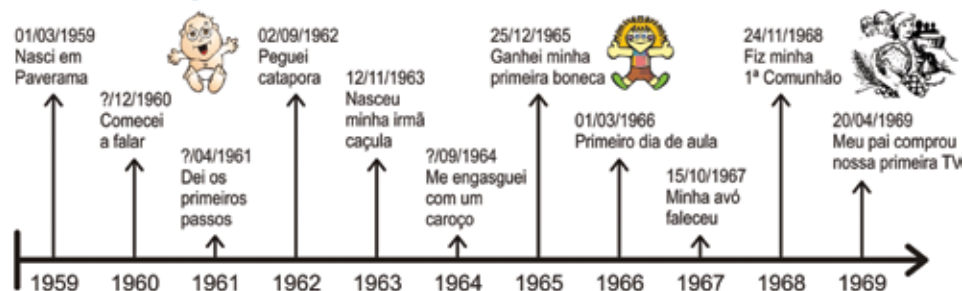 01/03/1959
Nasci em
Paverama
?/12/1960
Comecei
a falar
?/04/1961
Dei os
primeiros
passos
02/09/1962
Peguei
catapora
12/11/1963
Nasceu
minha irmã
caçula
?/09/1964
Me engasguei
com um
caroço
25/12/1965
Ganhei minha
primeira boneca
01/03/1966
Primeiro dia de aula
15/10/1967
Minha avó
faleceu
24/11/1968
Fiz minha
1ª Comunhão
20/04/1969
Meu pai comprou
nossa primeira TV
1959 1960 1961 1962 1963 1964 1965 1966 1967 1968 1969